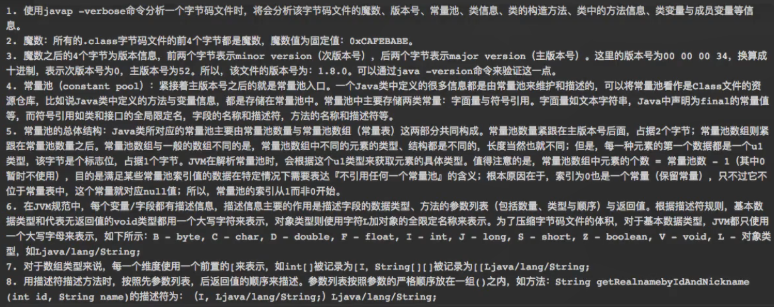 1. 使用javap -verbose命令分析一个字节码文件时，将会分析该字节码文件的魔数、版本号、常量池、类信息、类的构造方法、类中的方法信息、类变量与成员变量等信
息。
2. 魔数：所有的.class字节码文件的前4个字节都是魔数，魔数值为固定值：0xCAFEBABE。
3. 魔数之后的4个字节为版本信息，前两个字节表示minor version（次版本号），后两个字节表示major version（主版本号）。这里的版本号为00 00 00 34，换算成
十进制，表示次版本号为0，主版本号为52。所以，该文件的版本号为：1.8.0。可以通过java -version命令来验证这一点。
4. 常量池（constant pool）：紧接着主版本号之后的就是常量池入口。一个Java类中定义的很多信息都是由常量池来维护和描述的，可以将常量池看作是Class文件的资
源仓库，比如说Java类中定义的方法与变量信息，都是存储在常量池中。常量池中主要存储两类常量：字面量与符号引用。字面量如文本字符串，Java中声明为final的常量值
等，而符号引用如类和接口的全局限定名，字段的名称和描述符，方法的名称和描述符等。
5. 常量池的总体结构：Java类所对应的常量池主要由常量池数量与常量池数组（常量表）这两部分共同构成。常量池数量紧跟在主版本号后面，占据2个字节；常量池数组则紧
跟在常量池数量之后。常量池数组与一般的数组不同的是，常量池数组中不同的元素的类型、结构都是不同的，长度当然也就不同；但是，每一种元素的第一个数据都是一个u1
类型，该字节是个标志位，占据1个字节。JVM在解析常量池时，会根据这个u1类型来获取元素的具体类型。值得注意的是，常量池数组中元素的个数 = 常量池数 - 1（其中0
暂时不使用），目的是满足某些常量池索引值的数据在特定情况下需要表达『不引用任何一个常量池』的含义；根本原因在于，索引为0也是一个常量（保留常量），只不过它不
位于常量表中，这个常量就对应null值；所以，常量池的索引从1而非0开始。
6. 在JVM规范中，每个变量/字段都有描述信息，描述信息主要的作用是描述字段的数据类型、方法的参数列表（包括数量、类型与顺序）与返回值。根据描述符规则，基本数
据类型和代表无返回值的void类型都用一个大写字符来表示，对象类型则使用字符L加对象的全限定名称来表示。为了压缩字节码文件的体积，对于基本数据类型，JVM都只使用
一个大写字母来表示，如下所示：B - byte, C - char, D - double, F - float, I - int, J - long, S - short, Z - boolean, V - void, L - 对象类
型，如Ljava/lang/String;
7. 对于数组类型来说，每一个维度使用一个前置的[来表示，如int[]被记录为[I，String[][]被记录为[[Ljava/lang/String;
8. 用描述符描述方法时，按照先参数列表，后返回值的顺序来描述。参数列表按照参数的严格顺序放在一组()之内，如方法：String getRealnamebyIdAndNickname
(int id, String name)的描述符为： (I, Ljava/lang/String;) Ljava/lang/String;